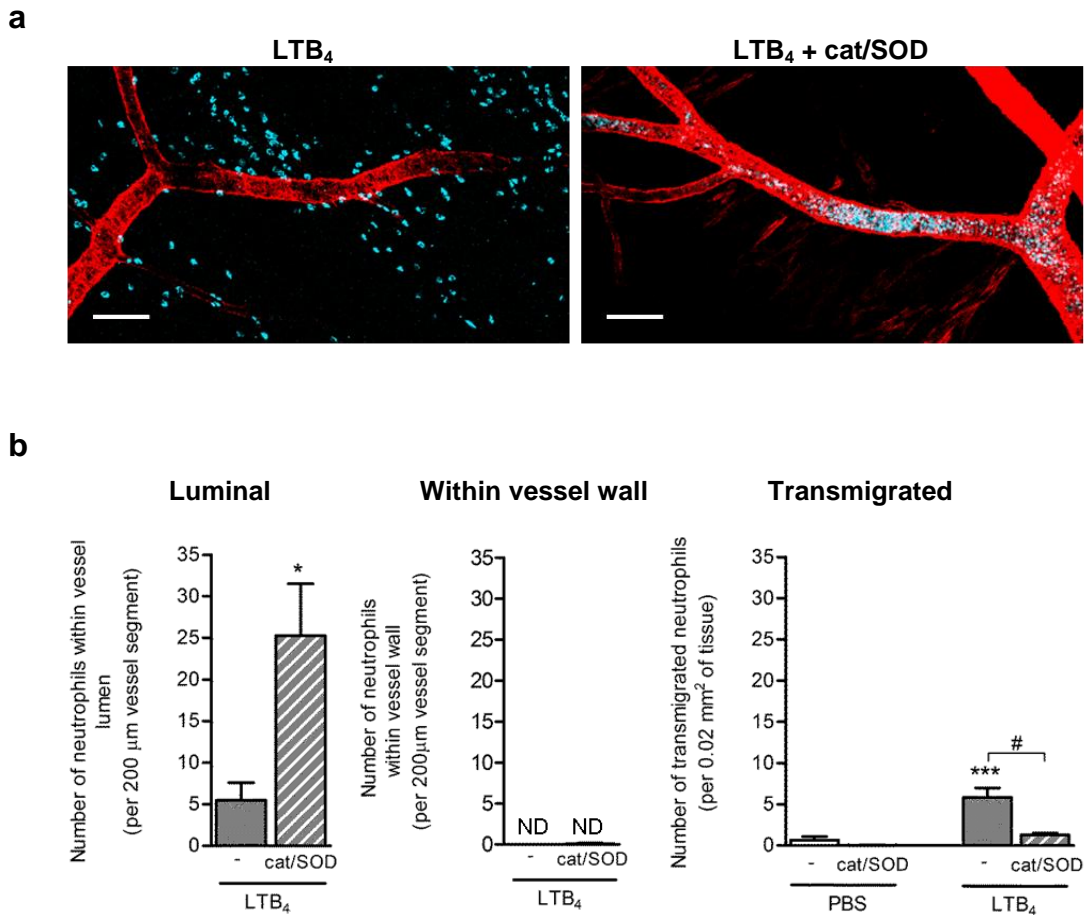 a
LTB₄
LTB₄ + cat/SOD
b
Luminal
Number of neutrophils within vessel
lumen
(per 200 μm vessel segment)
35
30
25
20
15
10
5
0
*
- cat/SOD
LTB₄
Within vessel wall
Number of neutrophils
within vessel wall
(per 200μm vessel segment)
35
30
25
20
15
10
5
0
ND ND
- cat/SOD
LTB₄
Transmigrated
Number of transmigrated neutrophils
(per 0.02 mm² of tissue)
35
30
25
20
15
10
5
0
#
***
- cat/SOD - cat/SOD
PBS LTB₄